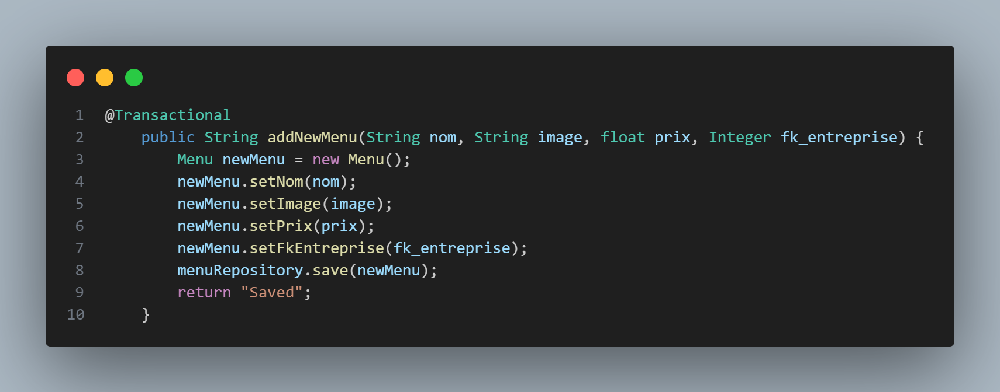 1 @Transactional
2 public String addNewMenu(String nom, String image, float prix, Integer fk_entreprise) {
3 Menu newMenu = new Menu();
4 newMenu.setNom(nom);
5 newMenu.setImage(image);
6 newMenu.setPrix(prix);
7 newMenu.setFkEntreprise(fk_entreprise);
8 menuRepository.save(newMenu);
9 return "Saved";
10 }